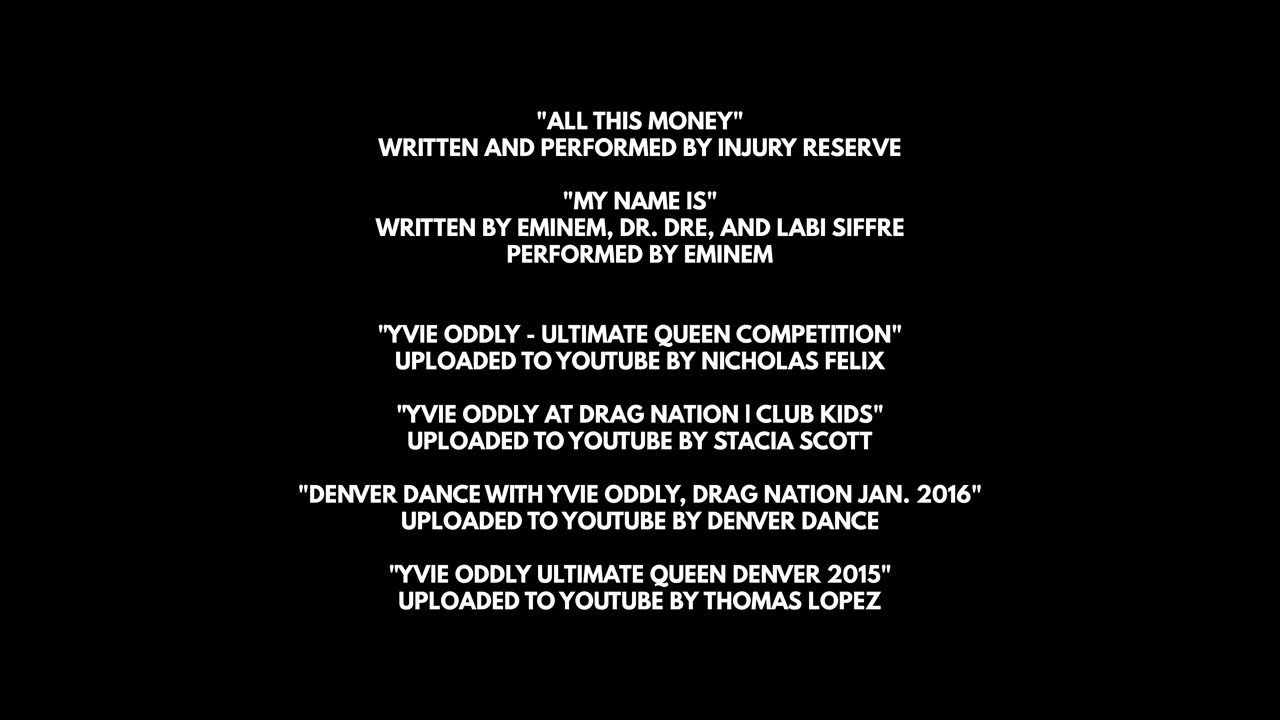 "ALL THIS MONEY"
WRITTEN AND PERFORMED BY INJURY RESERVE
"MY NAME IS"
WRITTEN BY EMINEM, DR. DRE, AND LABI SIFFRE
PERFORMED BY EMINEM
"YVIE ODDLY - ULTIMATE QUEEN COMPETITION"
UPLOADED TO YOUTUBE BY NICHOLAS FELIX
"YVIE ODDLY AT DRAG NATION | CLUB KIDS"
UPLOADED TO YOUTUBE BY STACIA SCOTT
"DENVER DANCE WITH YVIE ODDLY, DRAG NATION JAN. 2016"
UPLOADED TO YOUTUBE BY DENVER DANCE
"YVIE ODDLY ULTIMATE QUEEN DENVER 2015"
UPLOADED TO YOUTUBE BY THOMAS LOPEZ